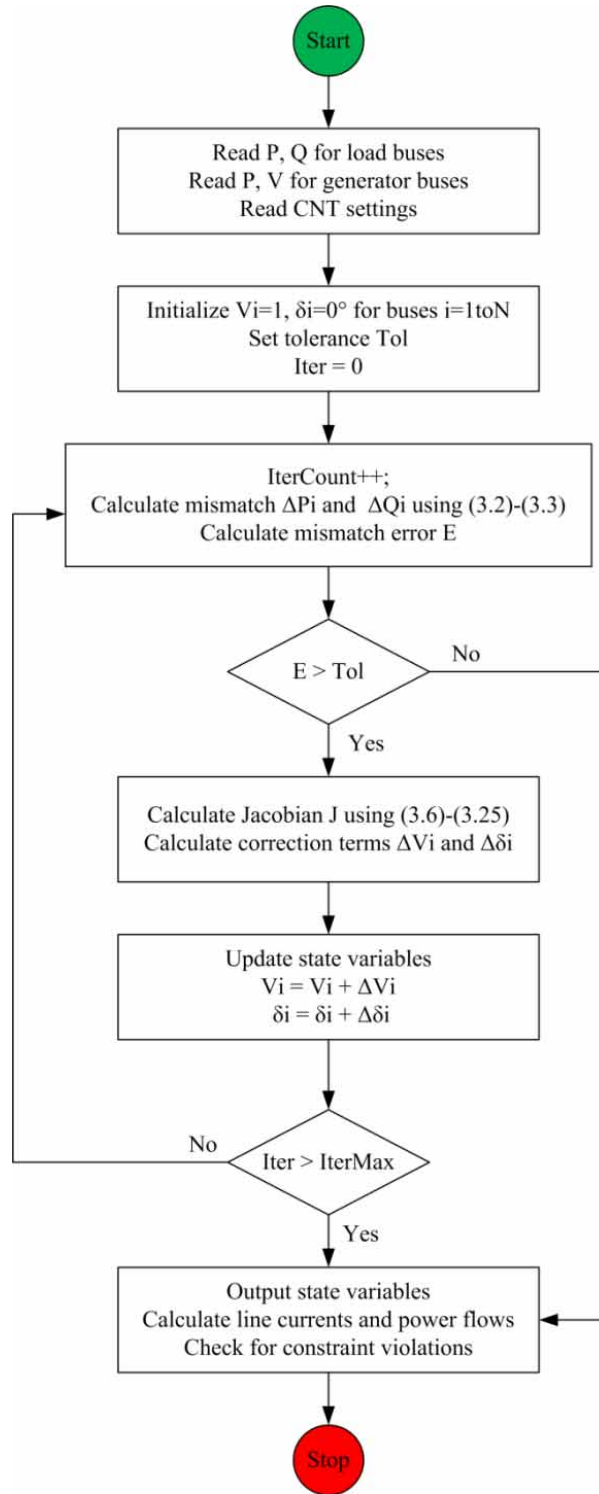 Start
Read P, Q for load buses
Read P, V for generator buses
Read CNT settings
Initialize Vi=1, δi=0° for buses i=1toN
Set tolerance Tol
Iter = 0
IterCount++;
Calculate mismatch ΔPi and ΔQi using (3.2)-(3.3)
Calculate mismatch error E
E > Tol
No
Yes
Calculate Jacobian J using (3.6)-(3.25)
Calculate correction terms ΔVi and Δδi
Update state variables
Vi = Vi + ΔVi
δi = δi + Δδi
No
Iter > IterMax
Yes
Output state variables
Calculate line currents and power flows
Check for constraint violations
Stop